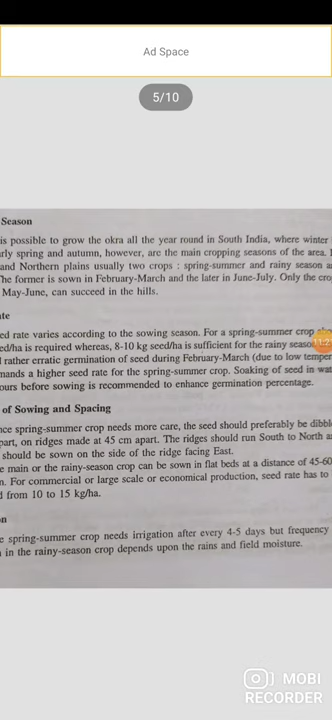 Ad Space
5/10
Season
is possible to grow the okra all the year round in South India, where winter
rly spring and autumn, however, are the main cropping seasons of the area.
and Northern plains usually two crops : spring-summer and rainy season a
The former is sown in February-March and the later in June-July. Only the cro
May-June, can succeed in the hills.
ate
ed rate varies according to the sowing season. For a spring-summer crop
ed/ha is required whereas, 8-10 kg seed/ha is sufficient for the rainy seaso
rather erratic germination of seed during February-March (due to low temper
mands a higher seed rate for the spring-summer crop. Soaking of seed in wat
ours before sowing is recommended to enhance germination percentage.
of Sowing and Spacing
nce spring-summer crop needs more care, the seed should preferably be dibbl
part, on ridges made at 45 cm apart. The ridges should run South to North a
should be sown on the side of the ridge facing East.
e main or the rainy-season crop can be sown in flat beds at a distance of 45-60
n. For commercial or large scale or economical production, seed rate has to
d from 10 to 15 kg/ha.
on
e spring-summer crop needs irrigation after every 4-5 days but frequency
in the rainy-season crop depends upon the rains and field moisture.
MOBI
RECORDER